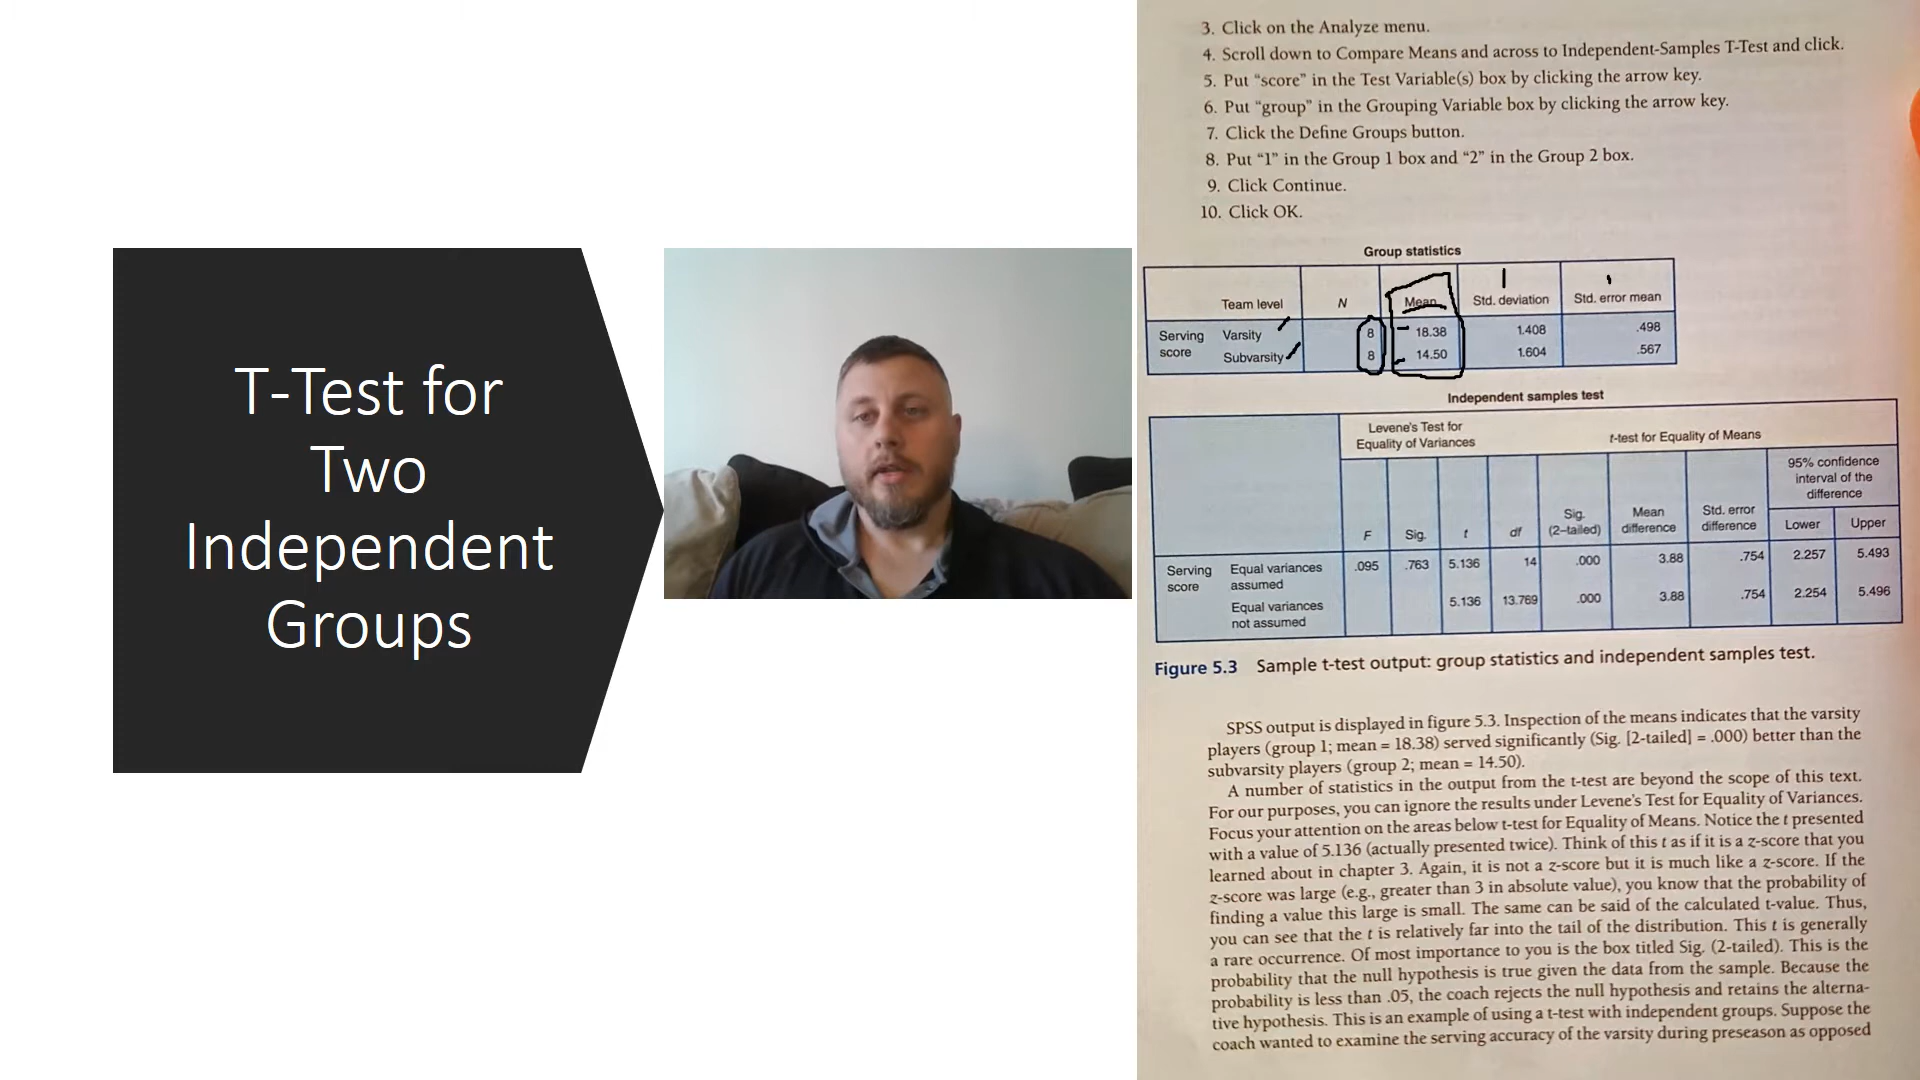 T-Test for
Two
Independent
Groups
3. Click on the Analyze menu.
4. Scroll down to Compare Means and across to Independent-Samples T-Test and click.
5. Put “score” in the Test Variable(s) box by clicking the arrow key.
6. Put “group” in the Grouping Variable box by clicking the arrow key.
7. Click the Define Groups button.
8. Put “1” in the Group 1 box and “2” in the Group 2 box.
9. Click Continue.
10. Click OK.
Group statistics
Team level N Mean Std. deviation Std. error mean
Serving score Varsity 8 18.38 1.408 .498
Subvarsity 8 14.50 1.604 .567
Independent samples test
Levene's Test for Equality of Variances
t-test for Equality of Means
95% confidence interval of the difference
F Sig. t df Sig. (2–tailed) Mean difference Std. error difference Lower Upper
Serving score Equal variances assumed .095 .763 5.136 14 .000 3.88 .754 2.257 5.493
Equal variances not assumed 5.136 13.769 .000 3.88 .754 2.254 5.496
Figure 5.3 Sample t-test output: group statistics and independent samples test.
SPSS output is displayed in figure 5.3. Inspection of the means indicates that the varsity
players (group 1; mean = 18.38) served significantly (Sig. [2-tailed] = .000) better than the
subvarsity players (group 2; mean = 14.50).
A number of statistics in the output from the t-test are beyond the scope of this text.
For our purposes, you can ignore the results under Levene's Test for Equality of Variances.
Focus your attention on the areas below t-test for Equality of Means. Notice the t presented
with a value of 5.136 (actually presented twice). Think of this t as if it is a z-score that you
learned about in chapter 3. Again, it is not a z-score but it is much like a z-score. If the
z-score was large (e.g., greater than 3 in absolute value), you know that the probability of
finding a value this large is small. The same can be said of the calculated t-value. Thus,
you can see that the t is relatively far into the tail of the distribution. This t is generally
a rare occurrence. Of most importance to you is the box titled Sig. (2-tailed). This is the
probability that the null hypothesis is true given the data from the sample. Because the
probability is less than .05, the coach rejects the null hypothesis and retains the alterna-
tive hypothesis. This is an example of using a t-test with independent groups. Suppose the
coach wanted to examine the serving accuracy of the varsity during preseason as opposed